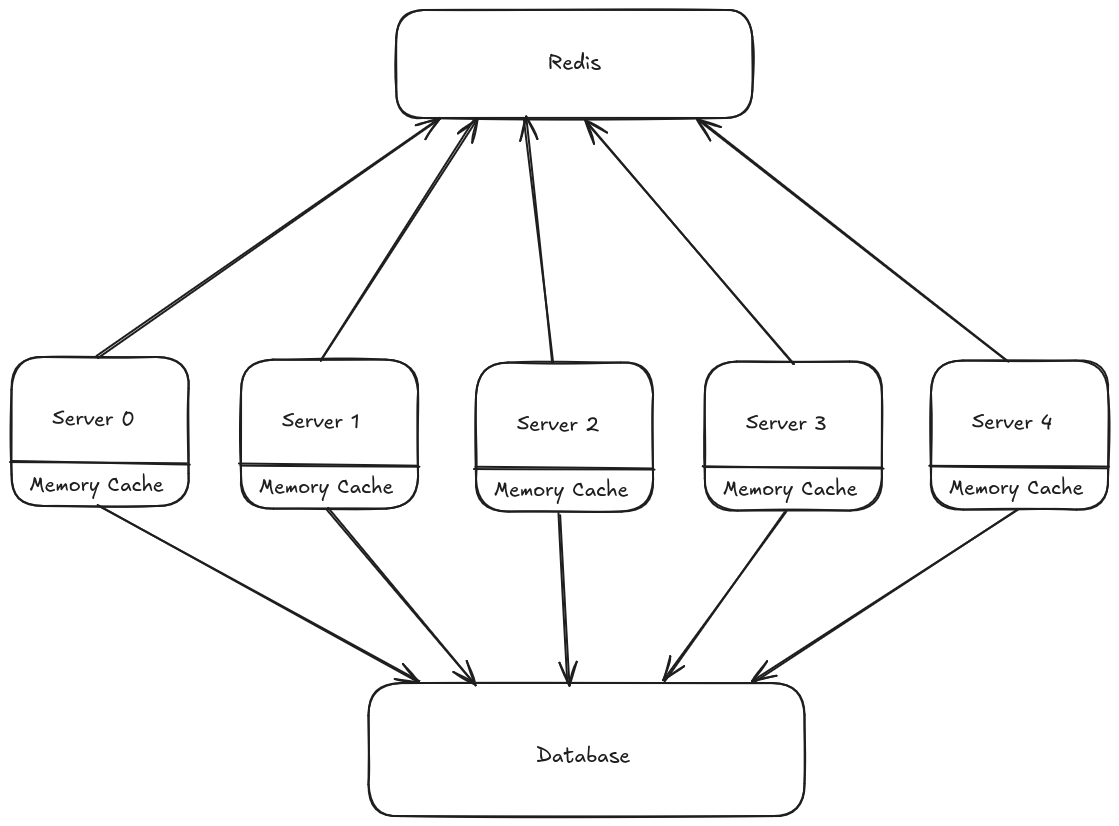 Redis
Server 0
Memory Cache
Server 1
Memory Cache
Server 2
Memory Cache
Server 3
Memory Cache
Server 4
Memory Cache
Database